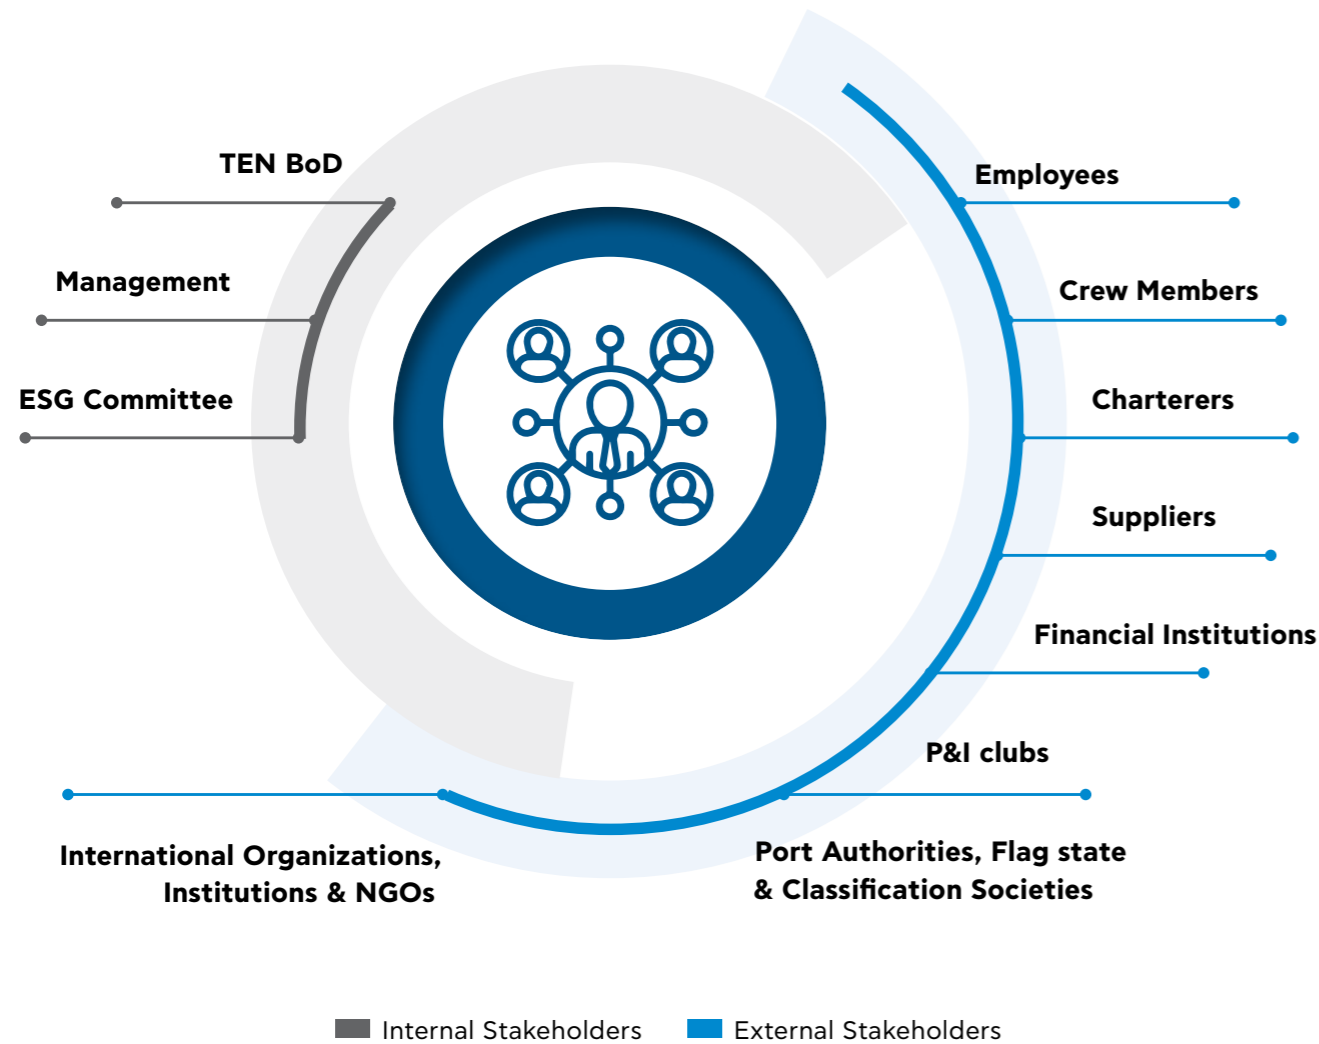 TEN BoD
Management
ESG Committee
Employees
Crew Members
Charterers
Suppliers
Financial Institutions
P&I clubs
Port Authorities, Flag state
& Classification Societies
International Organizations,
Institutions & NGOs
Internal Stakeholders
External Stakeholders